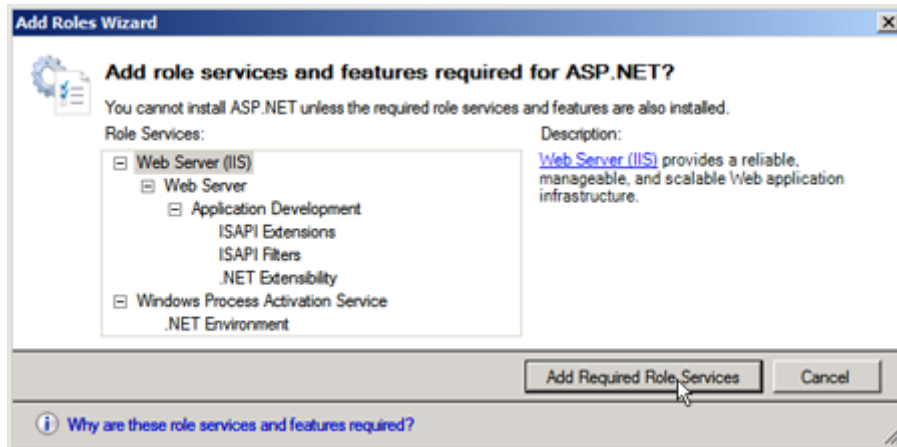 Add Roles Wizard
Add role services and features required for ASP.NET?
You cannot install ASP.NET unless the required role services and features are also installed.
Role Services:
Description:
Web Server (IIS)
Web Server
Application Development
ISAPI Extensions
ISAPI Filters
.NET Extensibility
Windows Process Activation Service
.NET Environment
Web Server (IIS) provides a reliable,
manageable, and scalable Web application
infrastructure.
Add Required Role Services
Cancel
Why are these role services and features required?